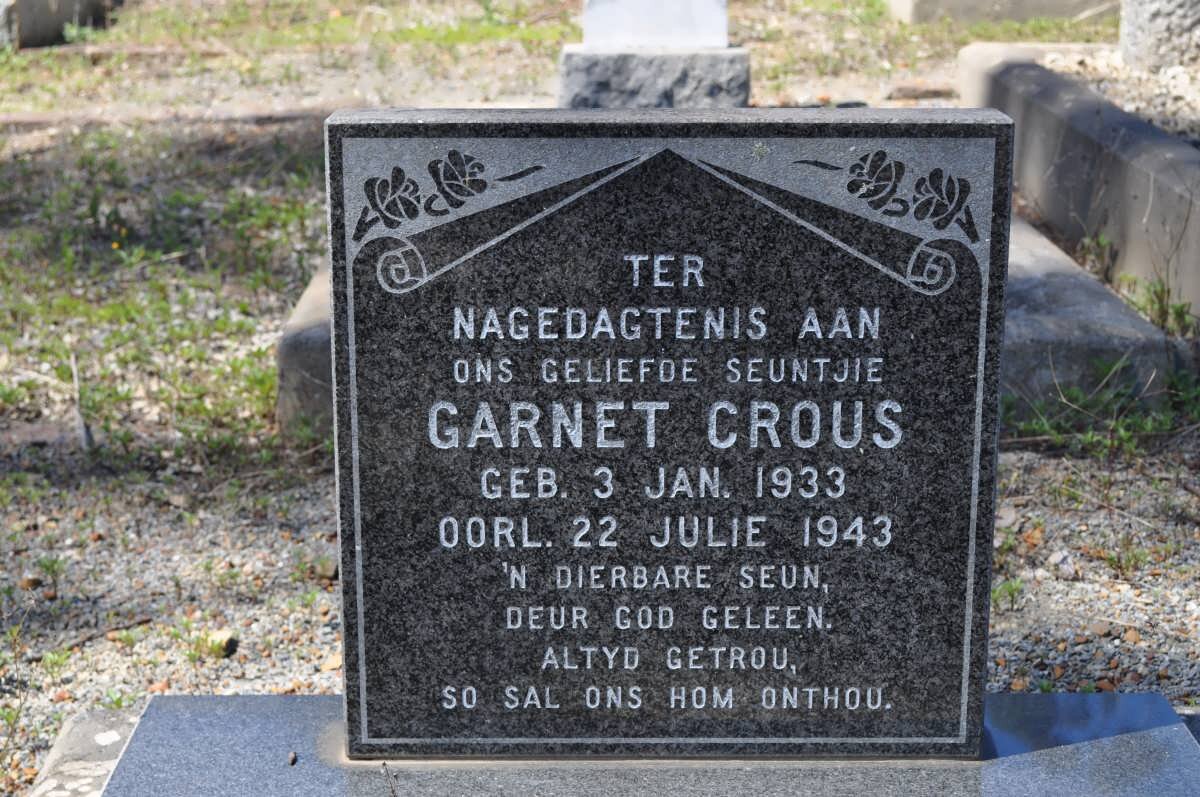 TER
NAGEDAGTENIS AAN
ONS GELIEFDE SEUNTJIE
GARNET CROUS
GEB. 3 JAN. 1933
OORL. 22 JULIE 1943
'N DIERBARE SEUN,
DEUR GOD GELEEN.
ALTYD GETROU,
SO SAL ONS HOM ONTHOU.